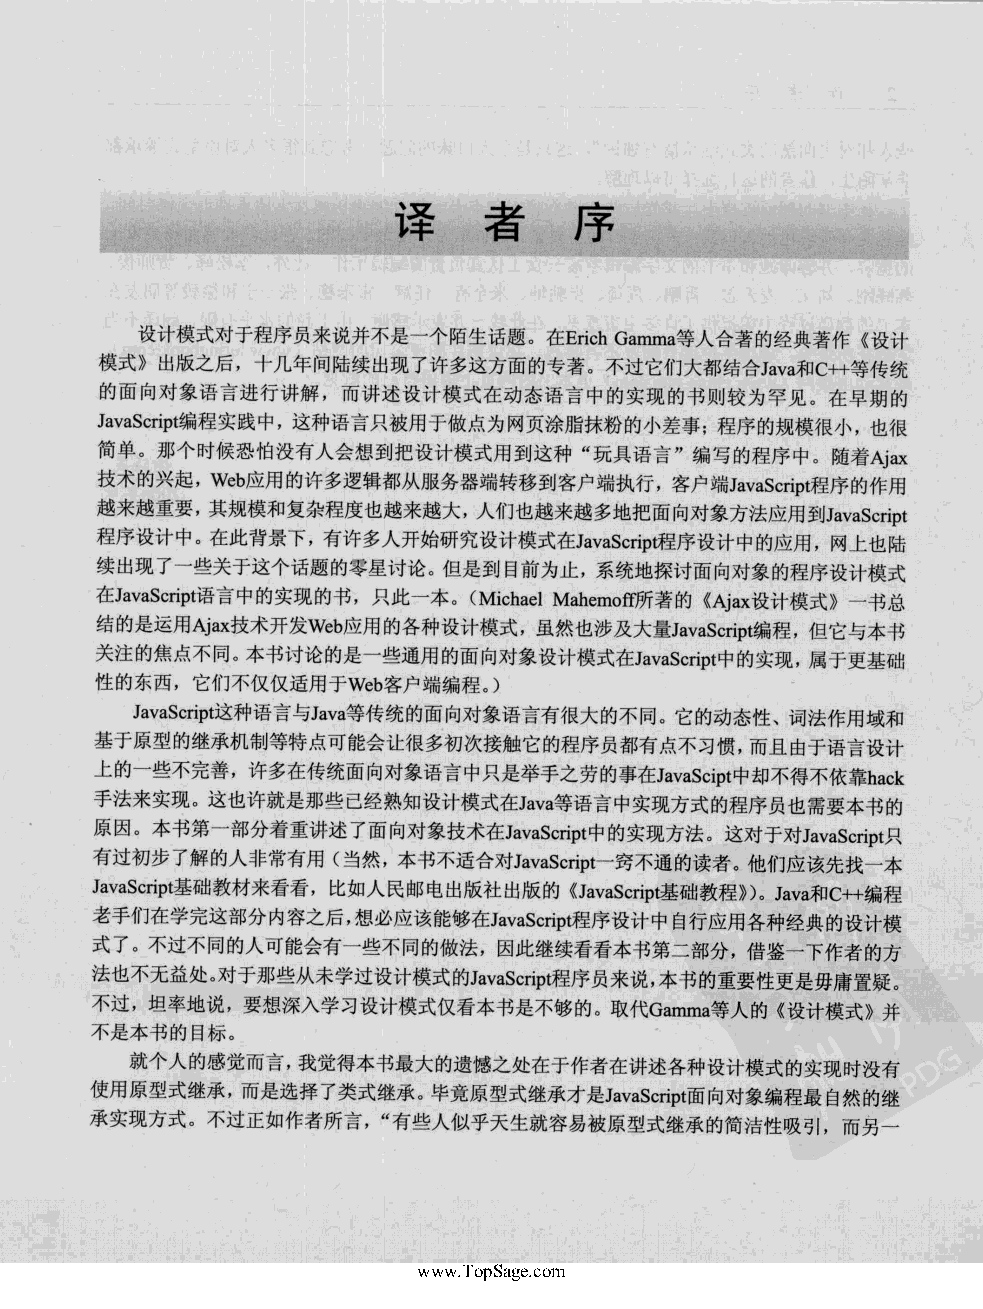 译 者 序
设计模式对于程序员来说并不是一个陌生话题。在Erich Gamma等人合著的经典著作《设计
模式》出版之后，十几年间陆续出现了许多这方面的专著。不过它们大都结合Java和C++等传统
的面向对象语言进行讲解，而讲述设计模式在动态语言中的实现的书则较为罕见。在早期的
JavaScript编程实践中，这种语言只被用于做点为网页涂脂抹粉的小差事；程序的规模很小，也很
简单。那个时候恐怕没有人会想到把设计模式用到这种“玩具语言”编写的程序中。随着Ajax
技术的兴起，Web应用的许多逻辑都从服务器端转移到客户端执行，客户端JavaScript程序的作用
越来越重要，其规模和复杂程度也越来越大，人们也越来越多地把面向对象方法应用到JavaScript
程序设计中。在此背景下，有许多人开始研究设计模式在JavaScript程序设计中的应用，网上也陆
续出现了一些关于这个话题的零星讨论。但是到目前为止，系统地探讨面向对象的程序设计模式
在JavaScript语言中的实现的书，只此一本。（Michael Mahemoff所著的《Ajax设计模式》一书总
结的是运用Ajax技术开发Web应用的各种设计模式，虽然也涉及大量JavaScript编程，但它与本书
关注的焦点不同。本书讨论的是一些通用的面向对象设计模式在JavaScript中的实现，属于更基础
性的东西，它们不仅仅适用于Web客户端编程。）
JavaScript这种语言与Java等传统的面向对象语言有很大的不同。它的动态性、词法作用域和
基于原型的继承机制等特点可能会让很多初次接触它的程序员都有点不习惯，而且由于语言设计
上的一些不完善，许多在传统面向对象语言中只是举手之劳的事在JavaScipt中却不得不依靠hack
手法来实现。这也许就是那些已经熟知设计模式在Java等语言中实现方式的程序员也需要本书的
原因。本书第一部分着重讲述了面向对象技术在JavaScript中的实现方法。这对于对JavaScript只
有过初步了解的人非常有用（当然，本书不适合对JavaScript一窍不通的读者。他们应该先找一本
JavaScript基础教材来看看，比如人民邮电出版社出版的《JavaScript基础教程》）。Java和C++编程
老手们在学完这部分内容之后，想必应该能够在JavaScript程序设计中自行应用各种经典的设计模
式了。不过不同的人可能会有一些不同的做法，因此继续看看本书第二部分，借鉴一下作者的方
法也不无益处。对于那些从未学过设计模式的JavaScript程序员来说，本书的重要性更是毋庸置疑。
不过，坦率地说，要想深入学习设计模式仅看本书是不够的。取代Gamma等人的《设计模式》并
不是本书的目标。
就个人的感觉而言，我觉得本书最大的遗憾之处在于作者在讲述各种设计模式的实现时没有
使用原型式继承，而是选择了类式继承。毕竟原型式继承才是JavaScript面向对象编程最自然的继
承实现方式。不过正如作者所言，“有些人似乎天生就容易被原型式继承的简洁性吸引，而另一
PDG
www.TopSage.com